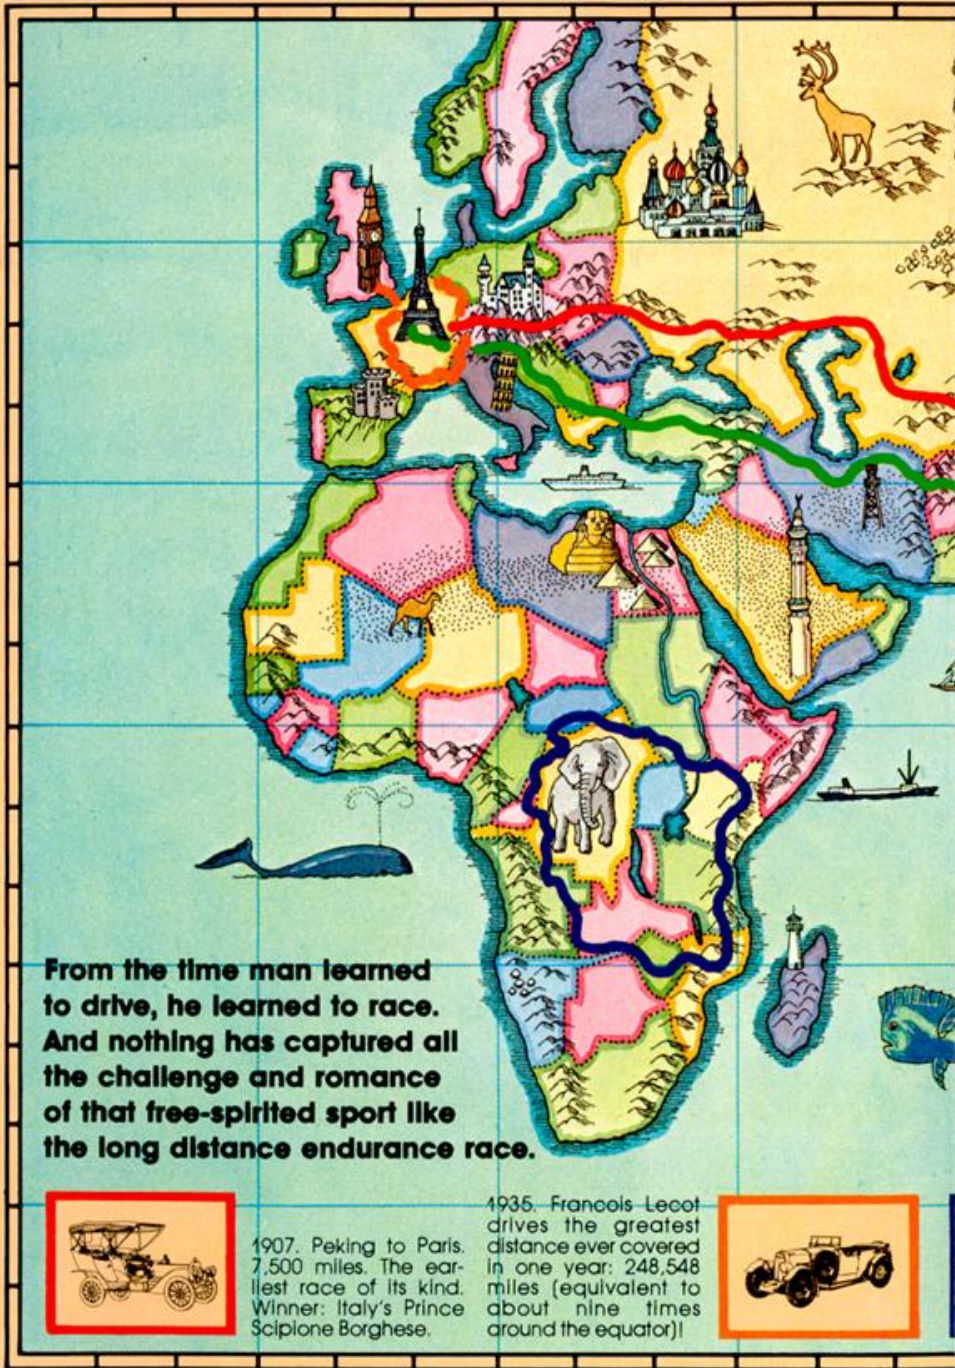 From the time man learned
to drive, he learned to race.
And nothing has captured all
the challenge and romance
of that free-spirited sport like
the long distance endurance race.
1907. Peking to Paris.
7,500 miles. The ear-
liest race of its kind.
Winner: Italy's Prince
Scipione Borghese.
1935. Francois Lecot
drives the greatest
distance ever covered
in one year: 248,548
miles (equivalent to
about nine times
around the equator)!